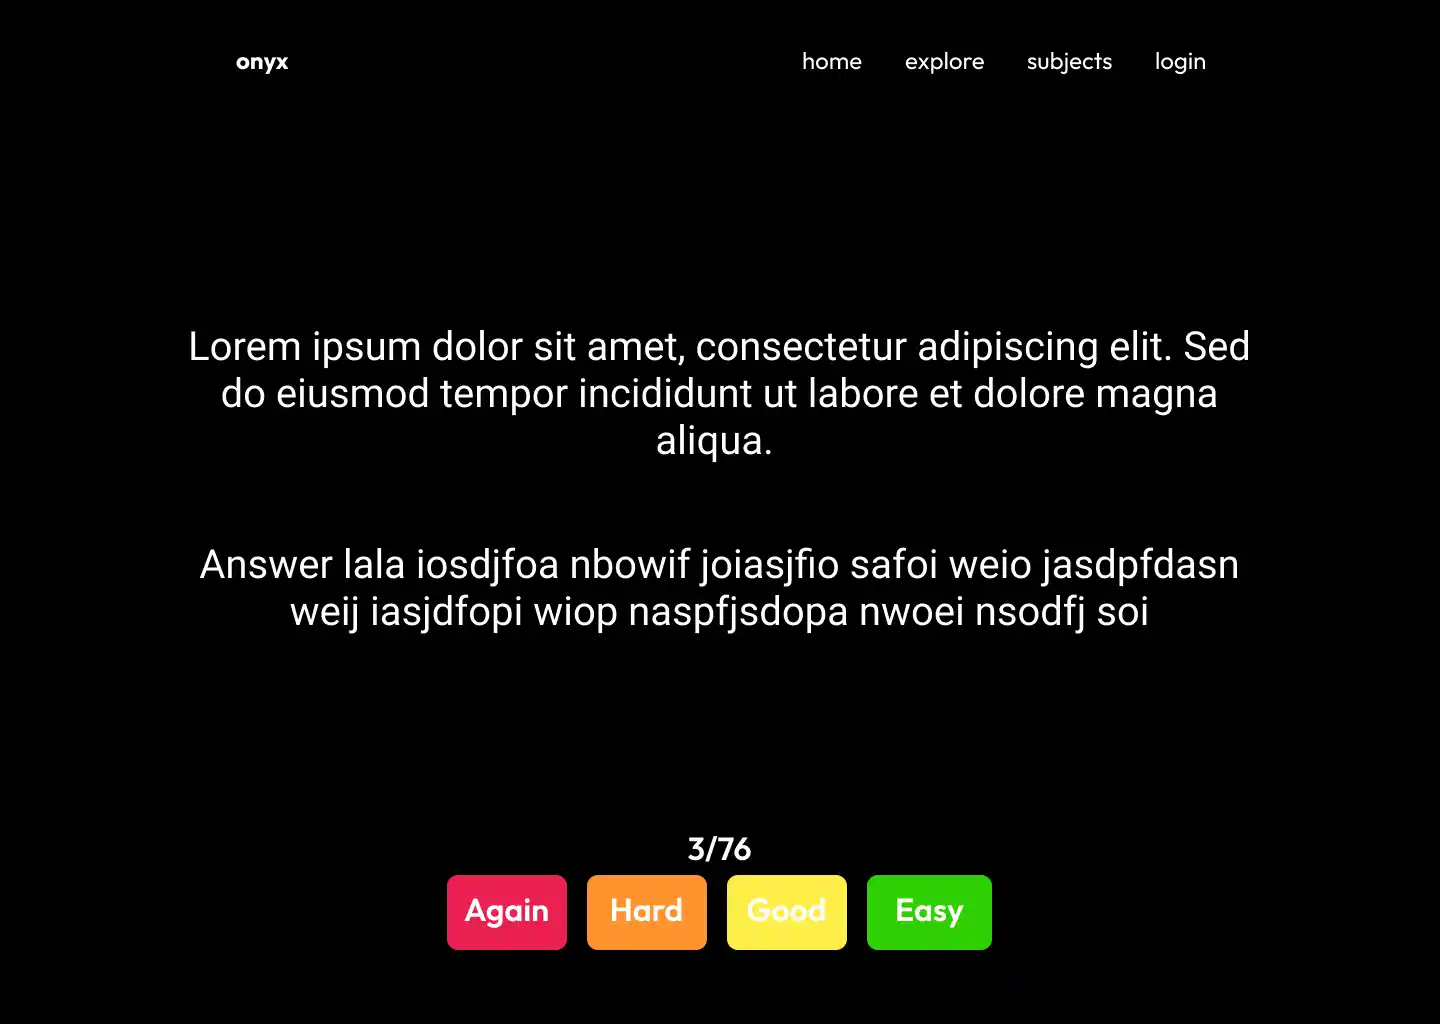 onyx home explore subjects login
Lorem ipsum dolor sit amet, consectetur adipiscing elit. Sed
do eiusmod tempor incididunt ut labore et dolore magna
aliqua.
Answer lala iosdjfoa nbowif joiasjfio safoi weio jasdpfdasn
weij iasjdfopi wiop naspfjsdopa nwoei nsodfj soi
3/76
Again Hard Good Easy